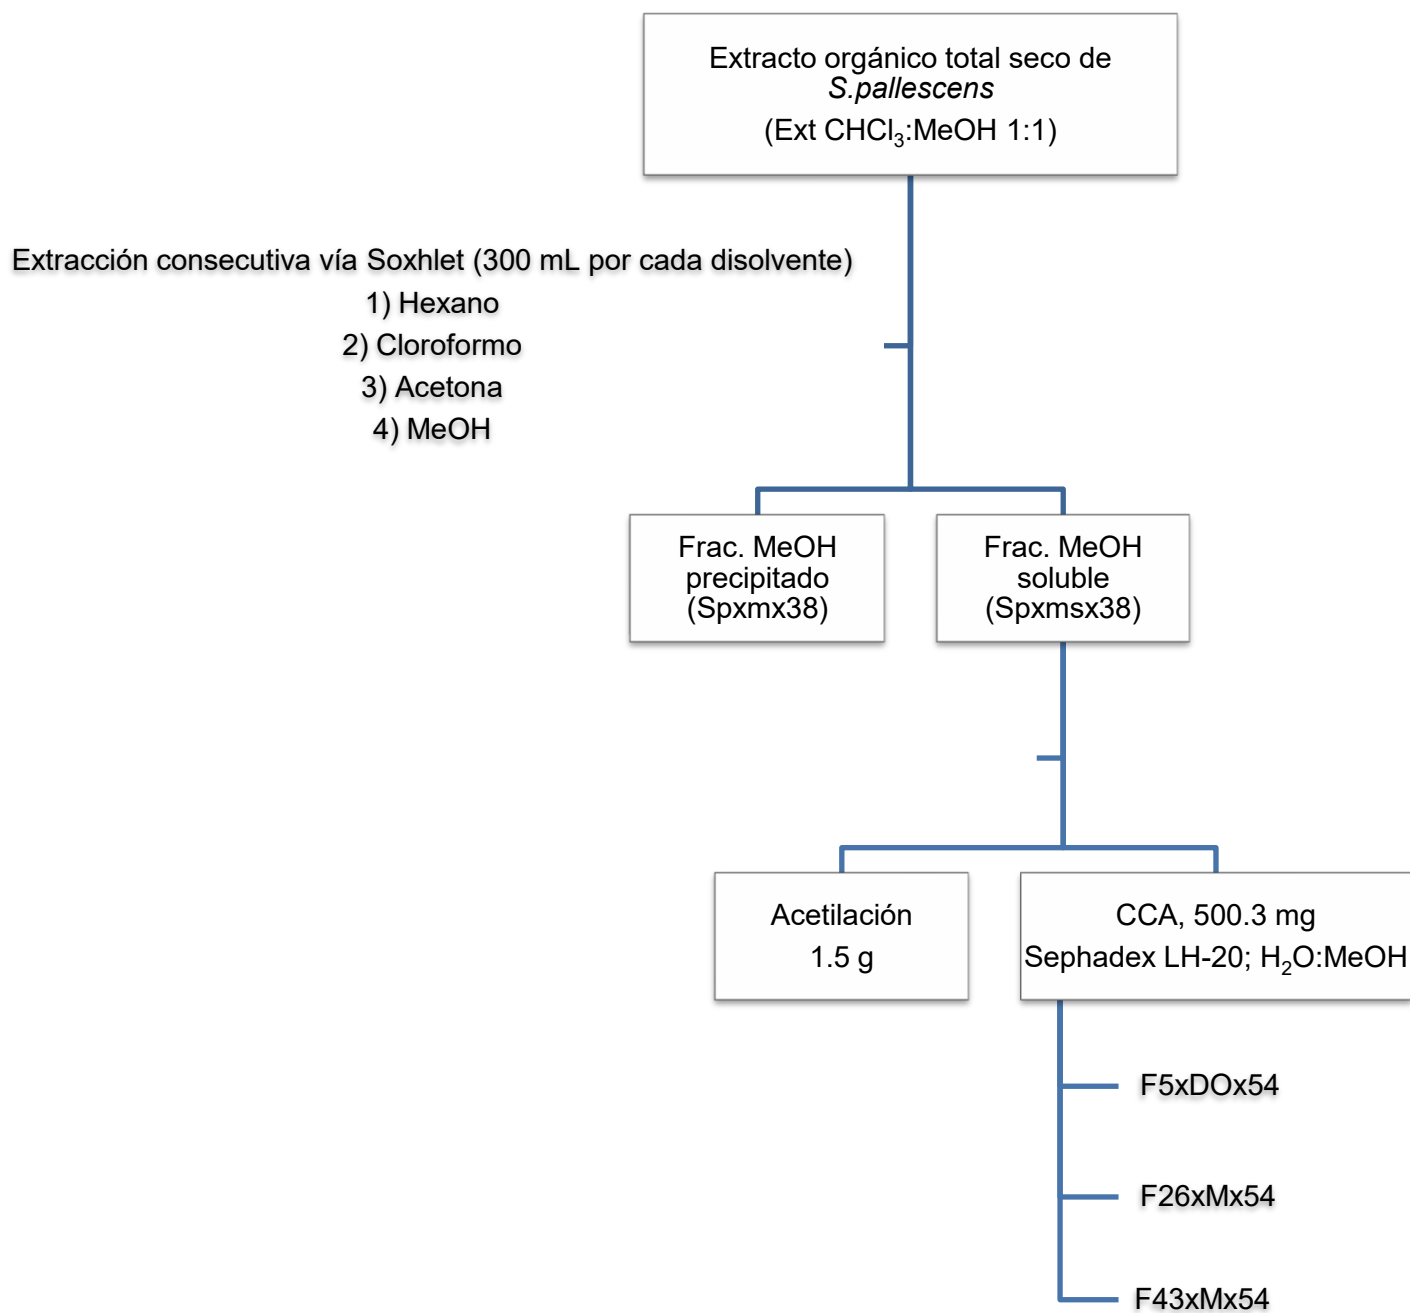 Extracto orgánico total seco de
S.pallescens
(Ext CHCl₃:MeOH 1:1)
Extracción consecutiva vía Soxhlet (300 mL por cada disolvente)
1) Hexano
2) Cloroformo
3) Acetona
4) MeOH
Frac. MeOH
precipitado
(Spxmx38)
Frac. MeOH
soluble
(Spxmsx38)
Acetilación
1.5 g
CCA, 500.3 mg
Sephadex LH-20; H₂O:MeOH
F5xDOx54
F26xMx54
F43xMx54